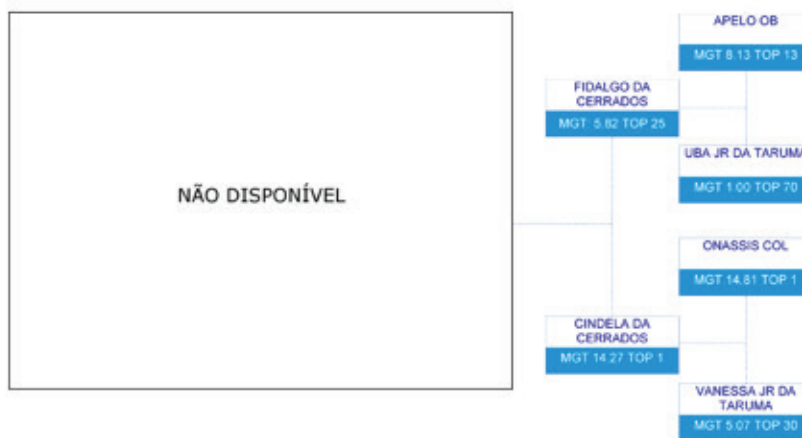 APELO OB
MGT 8.13 TOP 13
FIDALGO DA
CERRADOS
MGT: 5.82 TOP 25
UBA JR DA TARUMA
MGT 1.00 TOP 70
NÃO DISPONÍVEL
ONASSIS COL
MGT 14.81 TOP 1
CINDELA DA
CERRADOS
MGT 14.27 TOP 1
VANESSA JR DA
TARUMA
MGT 5.07 TOP 30